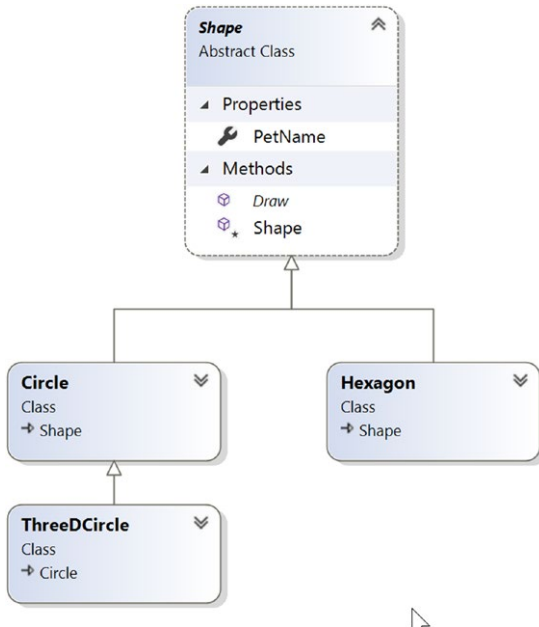 Shape
Abstract Class
Properties
PetName
Methods
Draw
Shape
Circle
Class
Shape
Hexagon
Class
Shape
ThreeDCircle
Class
Circle